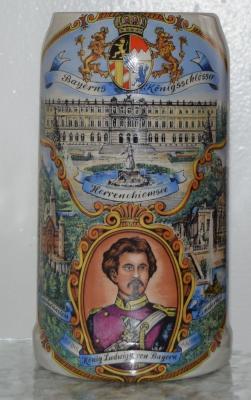 Bayerns Königsschlösser
Herrenchiemsee
König Ludwig II. von Bayern